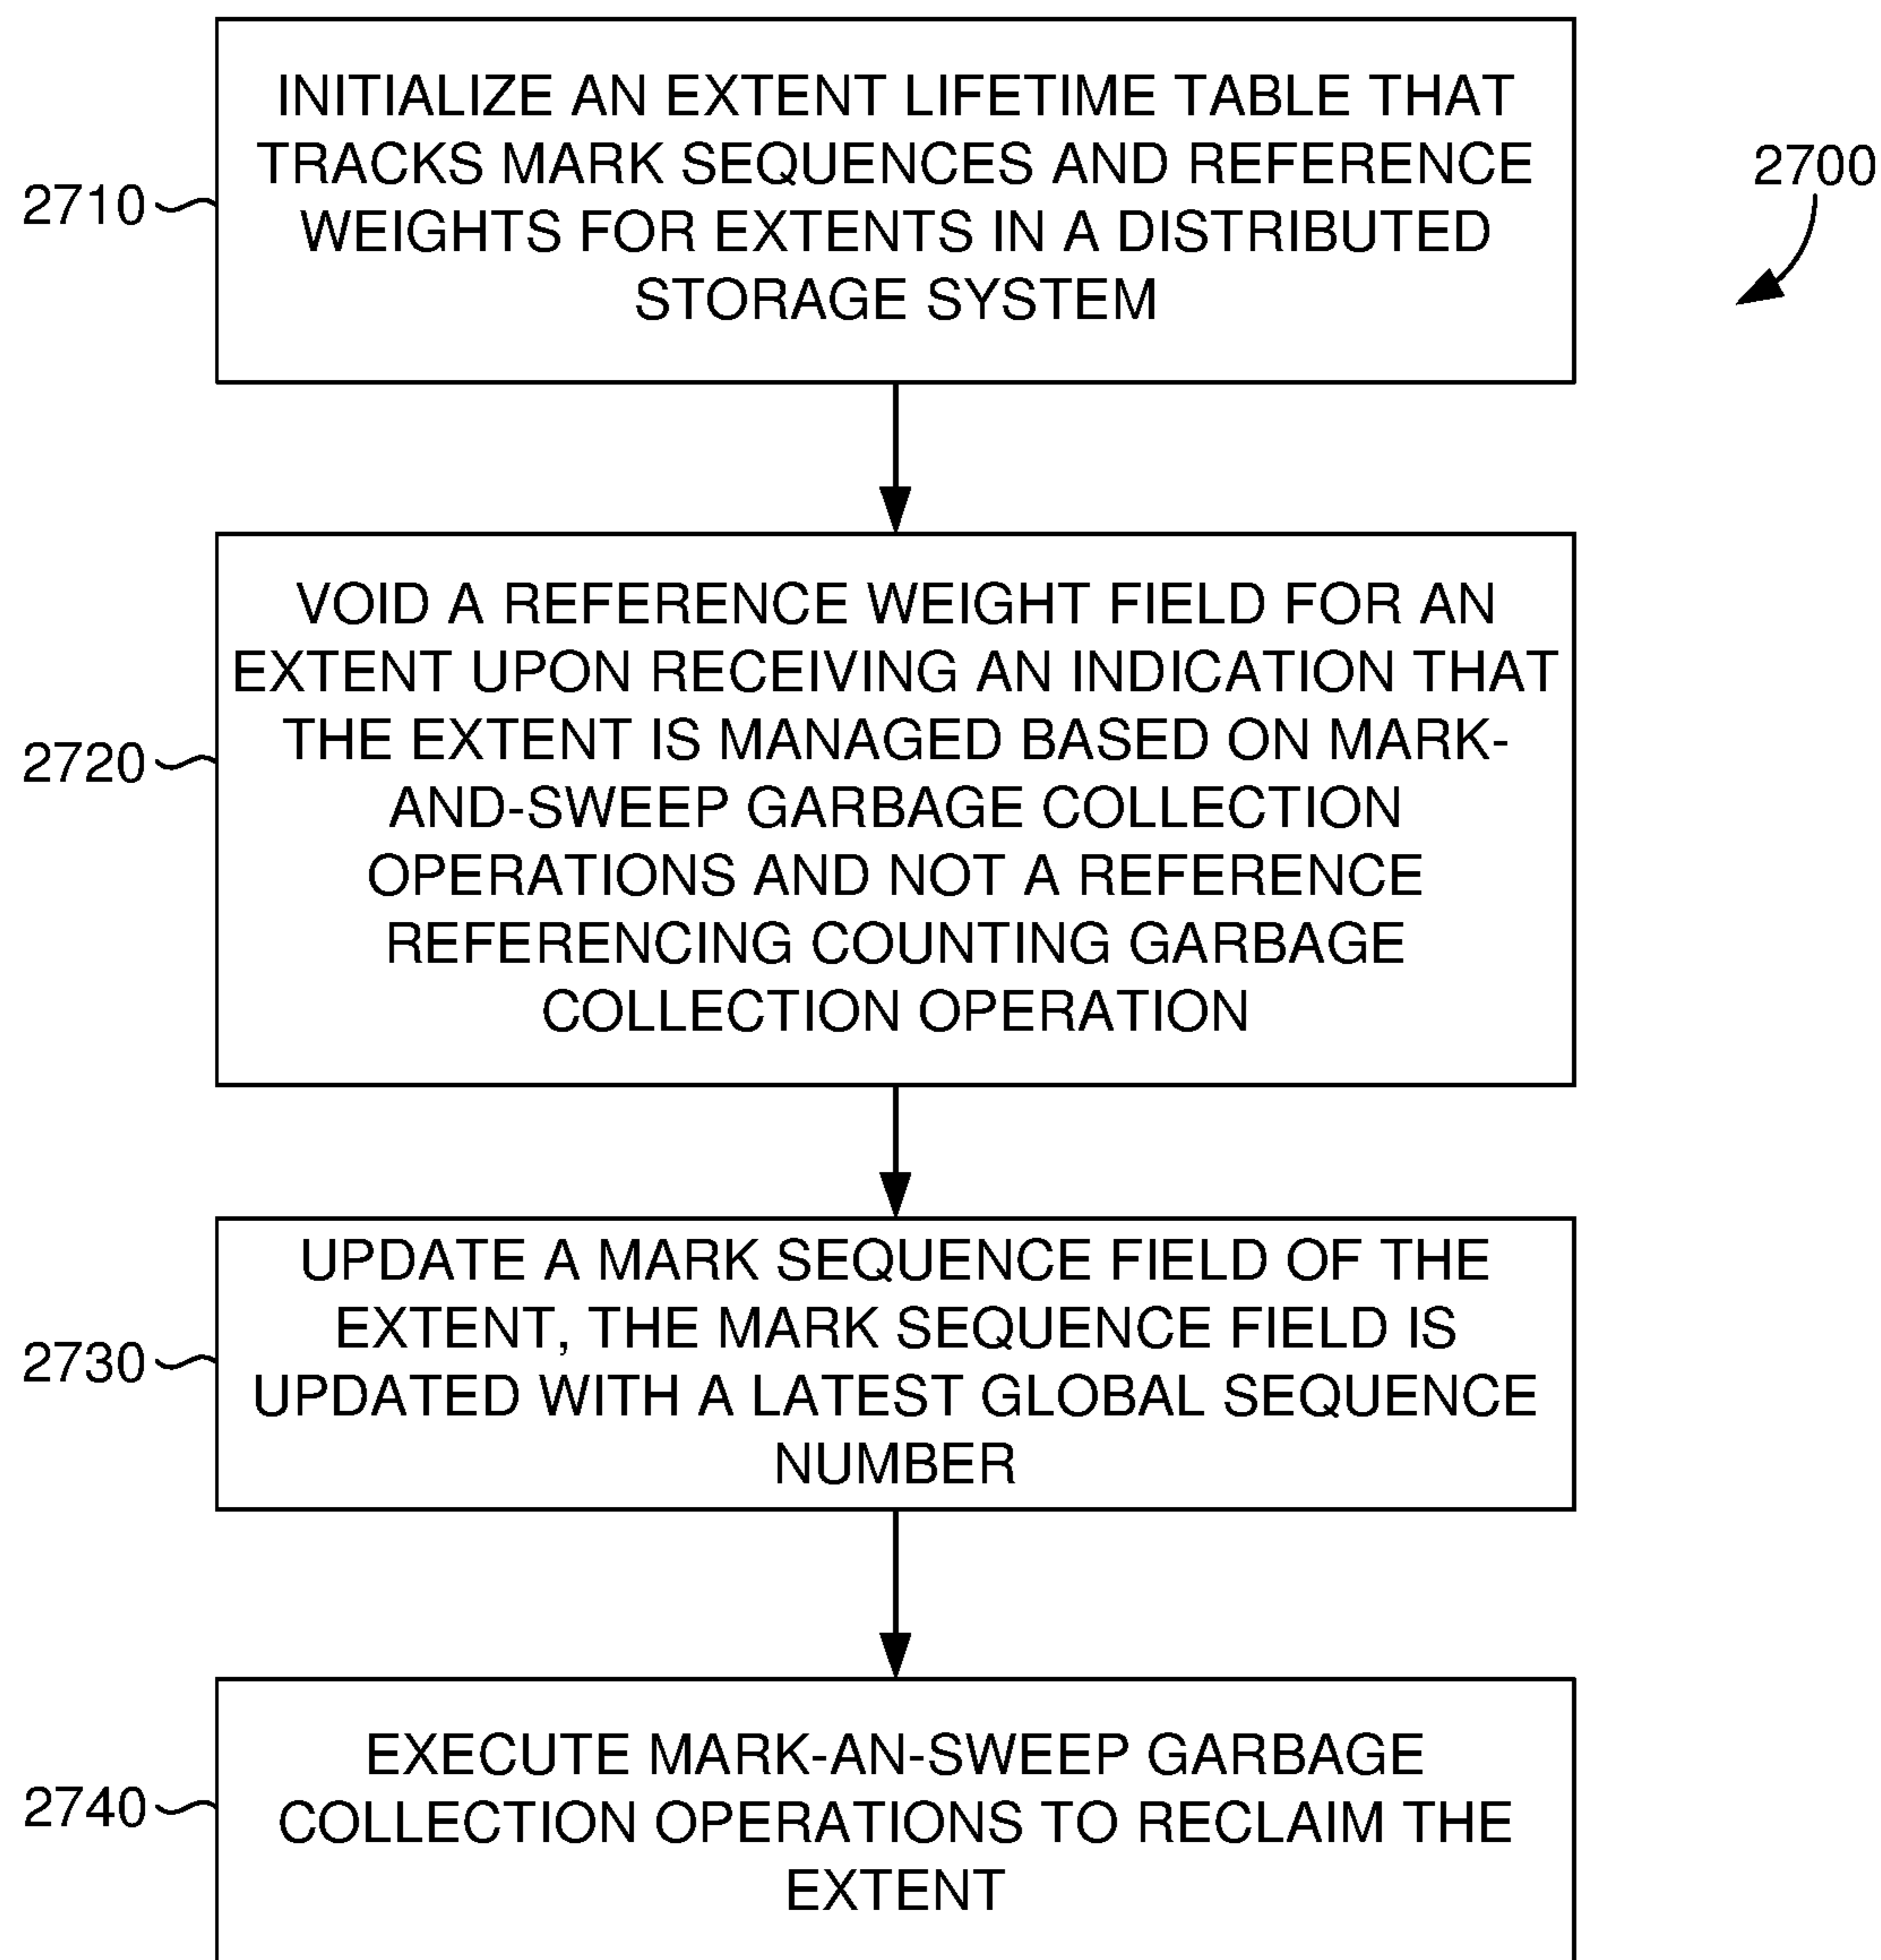 INITIALIZE AN EXTENT LIFETIME TABLE THAT
TRACKS MARK SEQUENCES AND REFERENCE
WEIGHTS FOR EXTENTS IN A DISTRIBUTED
STORAGE SYSTEM
2710
2700
VOID A REFERENCE WEIGHT FIELD FOR AN
EXTENT UPON RECEIVING AN INDICATION THAT
THE EXTENT IS MANAGED BASED ON MARK-
AND-SWEEP GARBAGE COLLECTION
OPERATIONS AND NOT A REFERENCE
REFERENCING COUNTING GARBAGE
COLLECTION OPERATION
2720
UPDATE A MARK SEQUENCE FIELD OF THE
EXTENT, THE MARK SEQUENCE FIELD IS
UPDATED WITH A LATEST GLOBAL SEQUENCE
NUMBER
2730
EXECUTE MARK-AN-SWEEP GARBAGE
COLLECTION OPERATIONS TO RECLAIM THE
EXTENT
2740